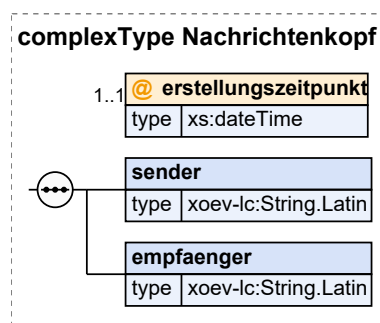 complexType Nachrichtenkopf
1..1 @ erstellungszeitpunkt
type xs:dateTime
sender
type xoev-lc:String.Latin
empfaenger
type xoev-lc:String.Latin